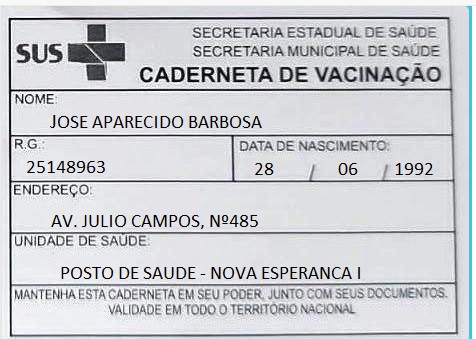 SUS
SECRETARIA ESTADUAL DE SAÚDE
SECRETARIA MUNICIPAL DE SAÚDE
CADERNETA DE VACINAÇÃO
NOME:
JOSE APARECIDO BARBOSA
R.G.:
25148963
DATA DE NASCIMENTO:
28 / 06 / 1992
ENDEREÇO:
AV. JULIO CAMPOS, Nº485
UNIDADE DE SAÚDE:
POSTO DE SAUDE - NOVA ESPERANCA I
MANTENHA ESTA CADERNETA EM SEU PODER, JUNTO COM SEUS DOCUMENTOS.
VALIDADE EM TODO O TERRITÓRIO NACIONAL